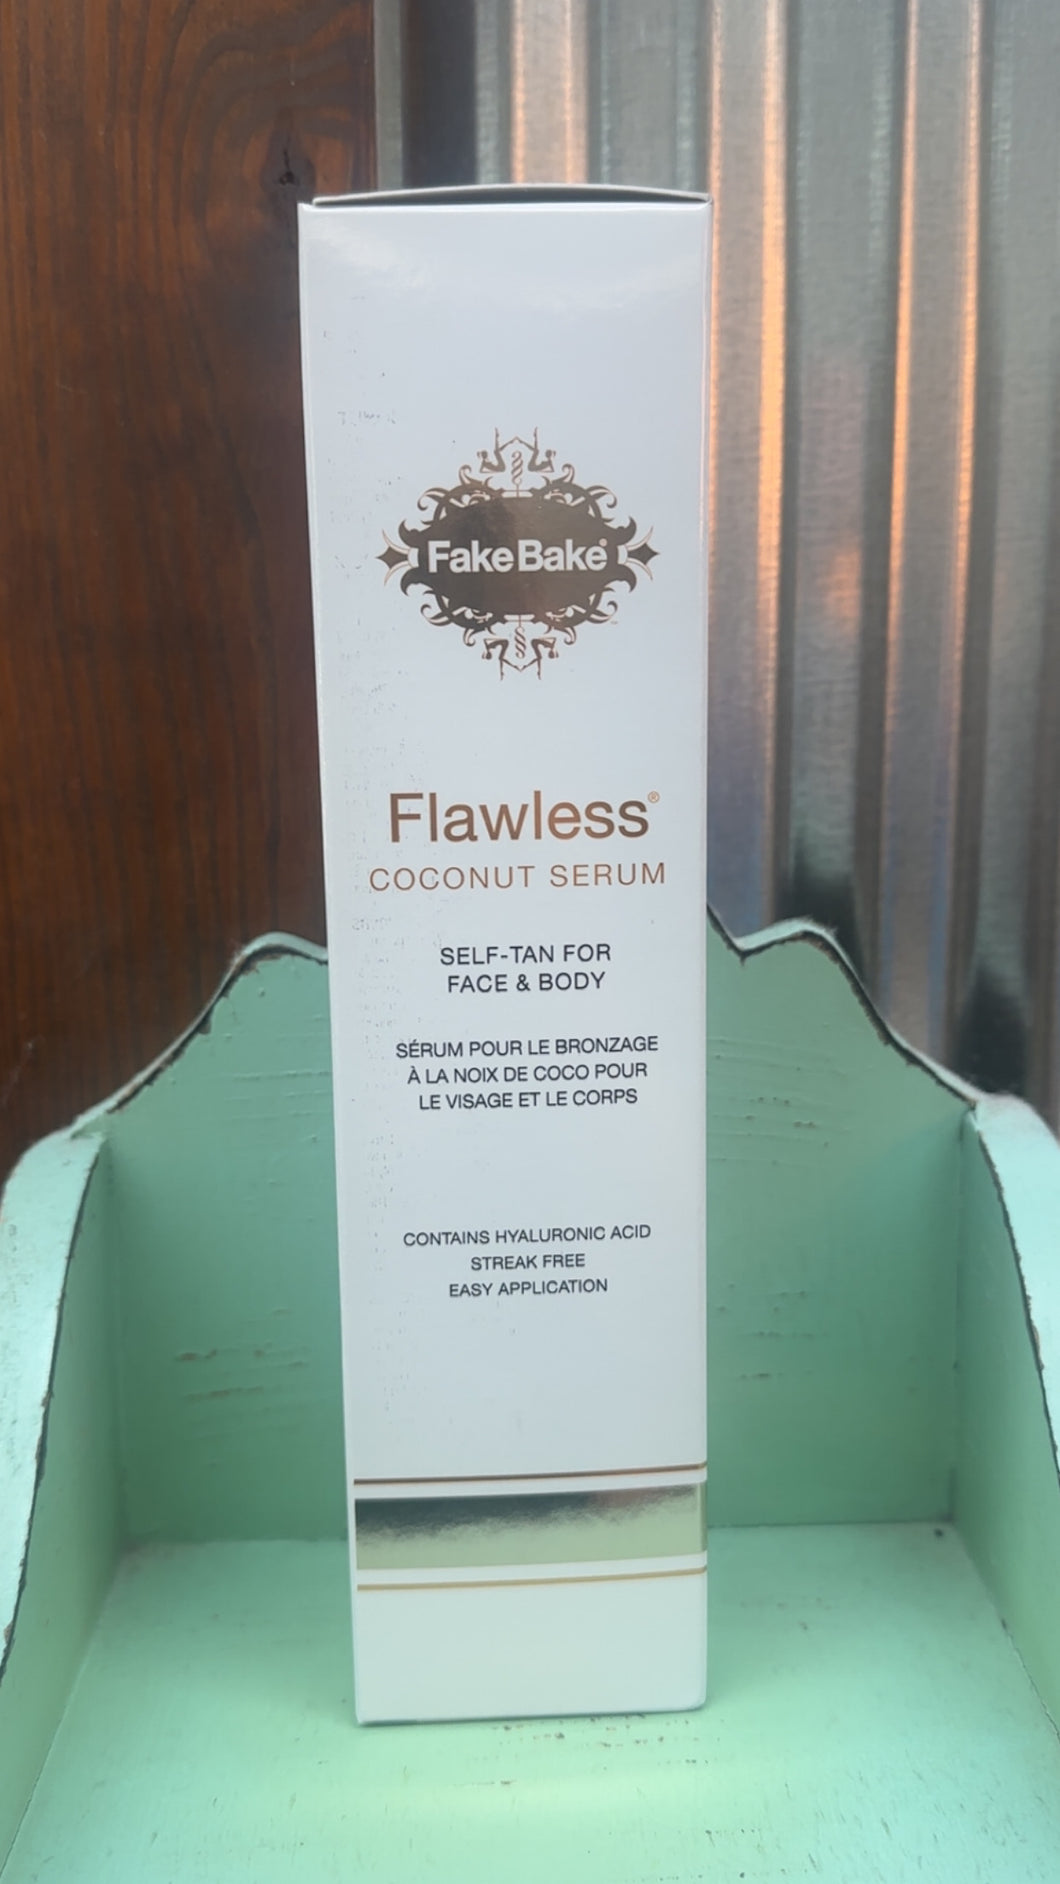 FakeBake®
Flawless®
COCONUT SERUM
SELF-TAN FOR
FACE & BODY
SÉRUM POUR LE BRONZAGE
À LA NOIX DE COCO POUR
LE VISAGE ET LE CORPS
CONTAINS HYALURONIC ACID
STREAK FREE
EASY APPLICATION